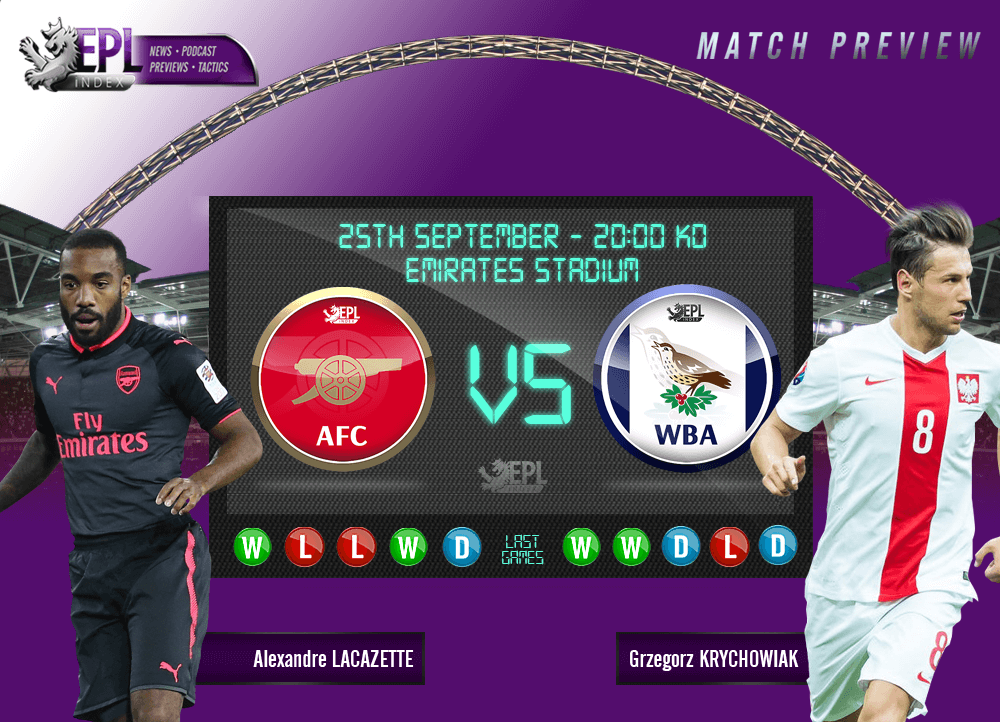 EPL
INDEX
NEWS • PODCAST
PREVIEWS • TACTICS
MATCH PREVIEW
25TH SEPTEMBER - 20:00 KO
EMIRATES STADIUM
EPL
INDEX
AFC
VS
EPL
INDEX
WBA
EPL
INDEX
Fly
Emirates
8
8
W L L W D
LAST
GAMES
W W D L D
Alexandre LACAZETTE
Grzegorz KRYCHOWIAK